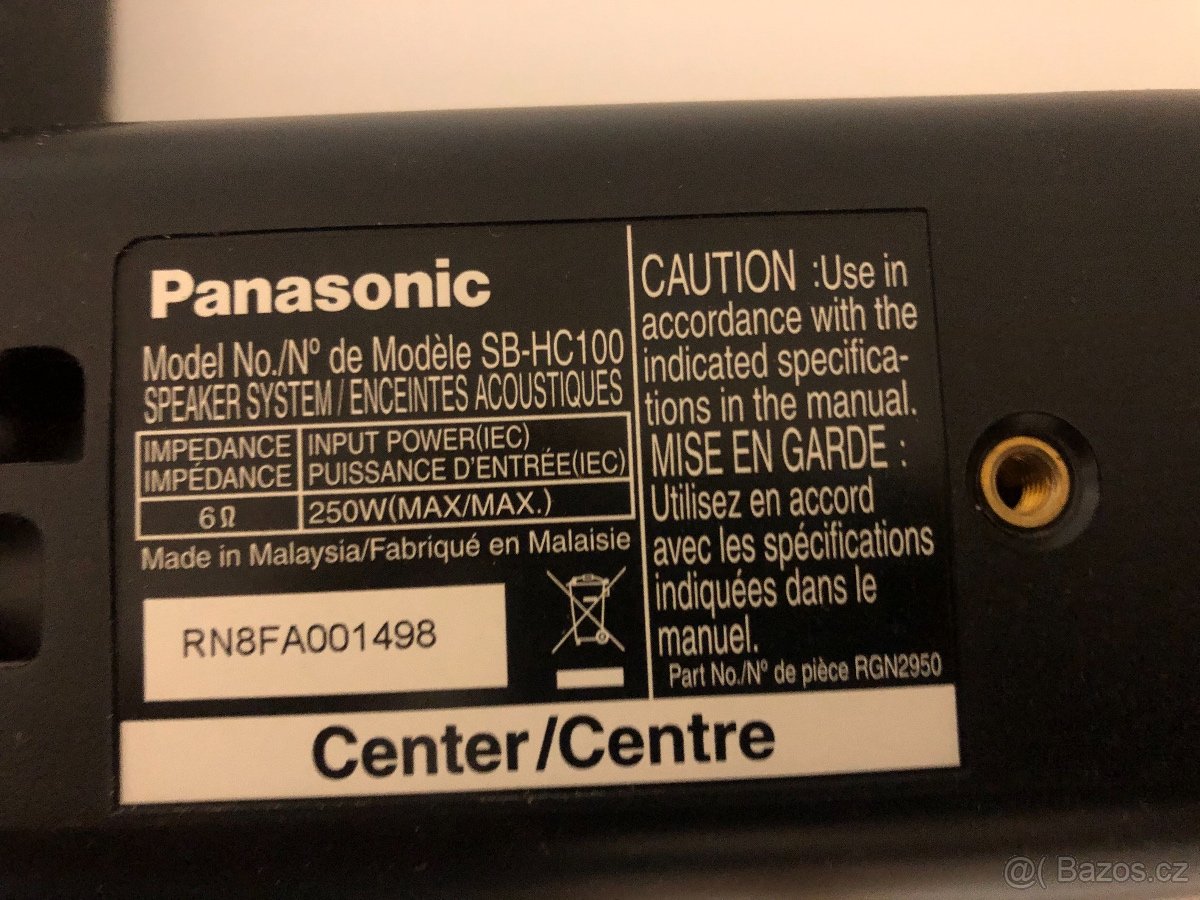 Panasonic
Model No./Nº de Modèle SB-HC100
SPEAKER SYSTEM / ENCEINTES ACOUSTIQUES
IMPEDANCE
IMPÉDANCE
INPUT POWER(IEC)
PUISSANCE D'ENTRÉE(IEC)
6Ω
250W(MAX/MAX.)
Made in Malaysia/Fabriqué en Malaisie
RN8FA001498
CAUTION :Use in
accordance with the
indicated specifica-
tions in the manual.
MISE EN GARDE :
Utilisez en accord
avec les spécifications
indiquées dans le
manuel.
Part No./Nº de pièce RGN2950
Center/Centre
@( Bazos.cz